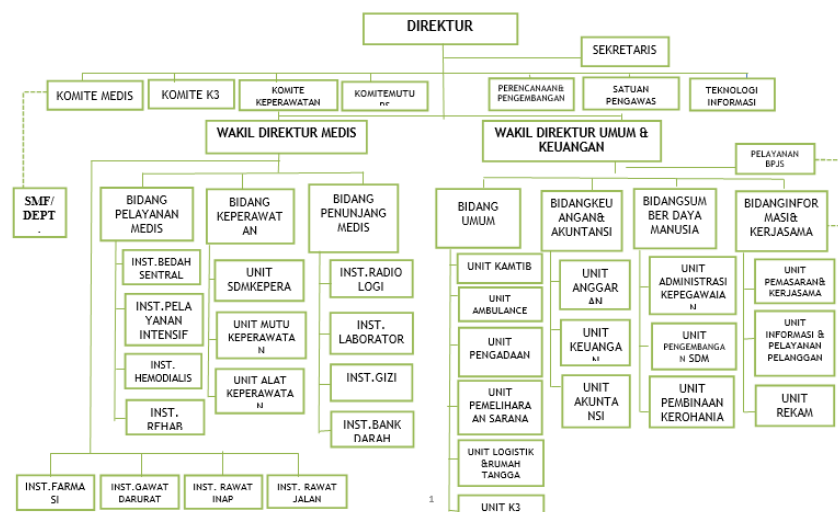 DIREKTUR
SEKRETARIS
KOMITE MEDIS
KOMITE K3
KOMITE
KEPERAWATAN
KOMITEMUTU
PERENCANAAN&
PENGEMBANGAN
SATUAN
PENGAWAS
TEKNOLOGI
INFORMASI
WAKIL DIREKTUR MEDIS
WAKIL DIREKTUR UMUM &
KEUANGAN
PELAYANAN
BPJS
SMF/
DEPT
.
BIDANG
PELAYANAN
MEDIS
BIDANG
KEPERAWAT
AN
BIDANG
PENUNJANG
MEDIS
BIDANG
UMUM
BIDANGKEU
ANGAN&
AKUNTANSI
BIDANGSUM
BER DAYA
MANUSIA
BIDANGINFOR
MASI&
KERJASAMA
INST.BEDAH
SENTRAL
INST.PELA
YANAN
INTENSIF
INST.
HEMODIALIS
INST.
REHAB
UNIT
SDMKEPERA
UNIT MUTU
KEPERAWATA
N
UNIT ALAT
KEPERAWATA
N
INST.RADIO
LOGI
INST.
LABORATOR
INST.GIZI
INST.BANK
DARAH
UNIT KAMTIB
UNIT
AMBULANCE
UNIT
PENGADAAN
UNIT
PEMELIHARA
AN SARANA
UNIT LOGISTIK
&RUMAH
TANGGA
UNIT K3
UNIT
ANGGAR
AN
UNIT
KEUANGA
N
UNIT
AKUNTA
NSI
UNIT
ADMINISTRASI
KEPEGAWAIA
N
UNIT
PENGEMBANGA
N SDM
UNIT
PEMBINAAN
KEROHANIA
UNIT
PEMASARAN&
KERJASAMA
UNIT
INFORMASI &
PELAYANAN
PELANGGAN
UNIT
REKAM
INST.FARMA
SI
INST.GAWAT
DARURAT
INST. RAWAT
INAP
INST. RAWAT
JALAN
1